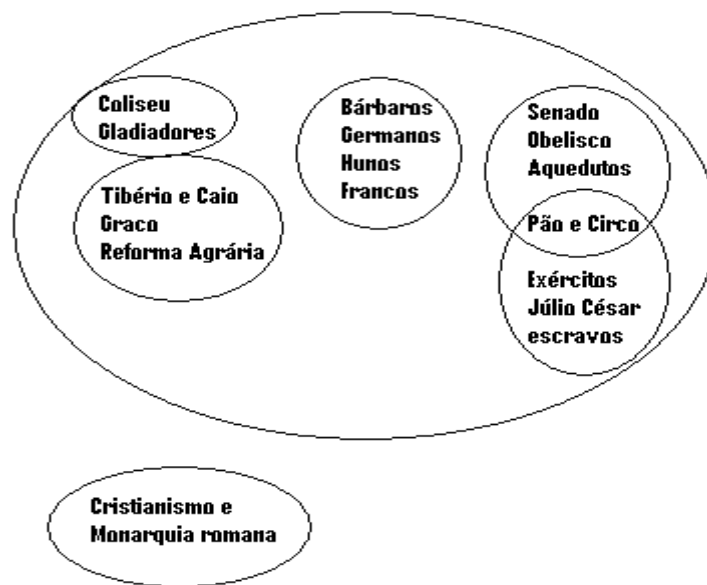 Coliseu
Gladiadores
Tibério e Caio
Graco
Reforma Agrária
Bárbaros
Germanos
Hunos
Francos
Senado
Obelisco
Aquedutos
Pão e Circo
Exércitos
Júlio César
escravos
Cristianismo e
Monarquia romana